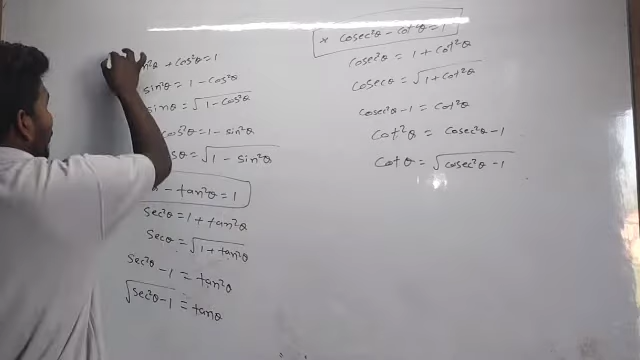 n²θ + cos²θ = 1
sin²θ = 1 - cos²θ
sinθ = √1 - cos²θ
cos²θ = 1 - sin²θ
sθ = √1 - sin²θ
θ - tan²θ = 1
sec²θ = 1 + tan²θ
secθ = √1 + tan²θ
sec²θ - 1 = tan²θ
√sec²θ - 1 = tanθ
* cosec²θ - cot²θ = 1
cosec²θ = 1 + cot²θ
cosecθ = √1 + cot²θ
cosec²θ - 1 = cot²θ
cot²θ = cosec²θ - 1
cotθ = √cosec²θ - 1